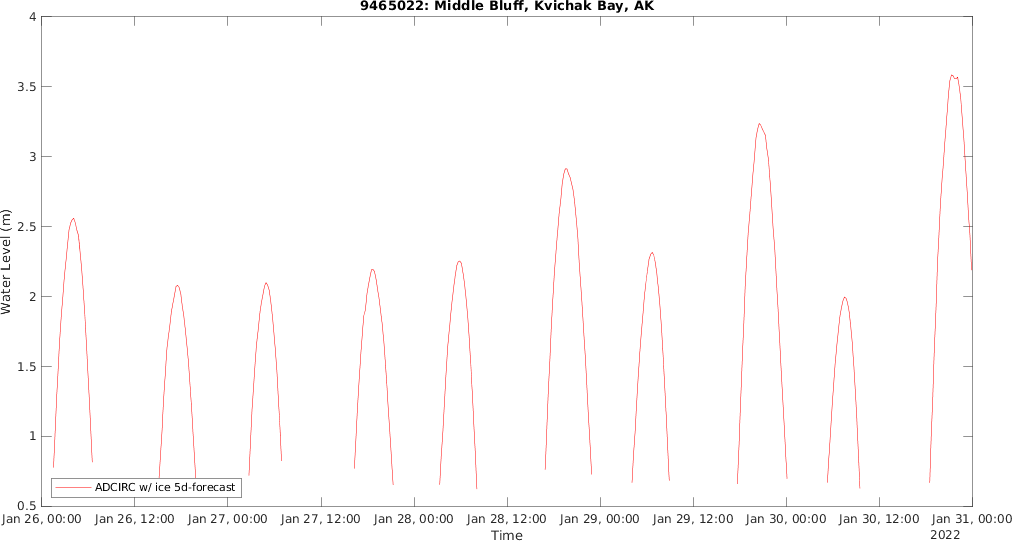 9465022: Middle Bluff, Kvichak Bay, AK
4
3.5
3
2.5
2
1.5
1
0.5
Water Level (m)
ADCIRC w/ ice 5d-forecast
Jan 26, 00:00 Jan 26, 12:00 Jan 27, 00:00 Jan 27, 12:00 Jan 28, 00:00 Jan 28, 12:00 Jan 29, 00:00 Jan 29, 12:00 Jan 30, 00:00 Jan 30, 12:00 Jan 31, 00:00
Time
2022